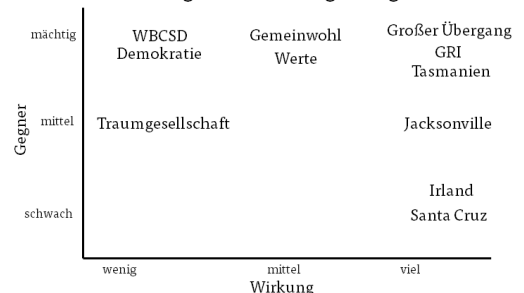 mächtig
WBCSD
Demokratie
Gemeinwohl
Werte
Großer Übergang
GRI
Tasmanien
Gegner
mittel
Traumgesellschaft
Jacksonville
schwach
Irland
Santa Cruz
wenig
mittel
viel
Wirkung